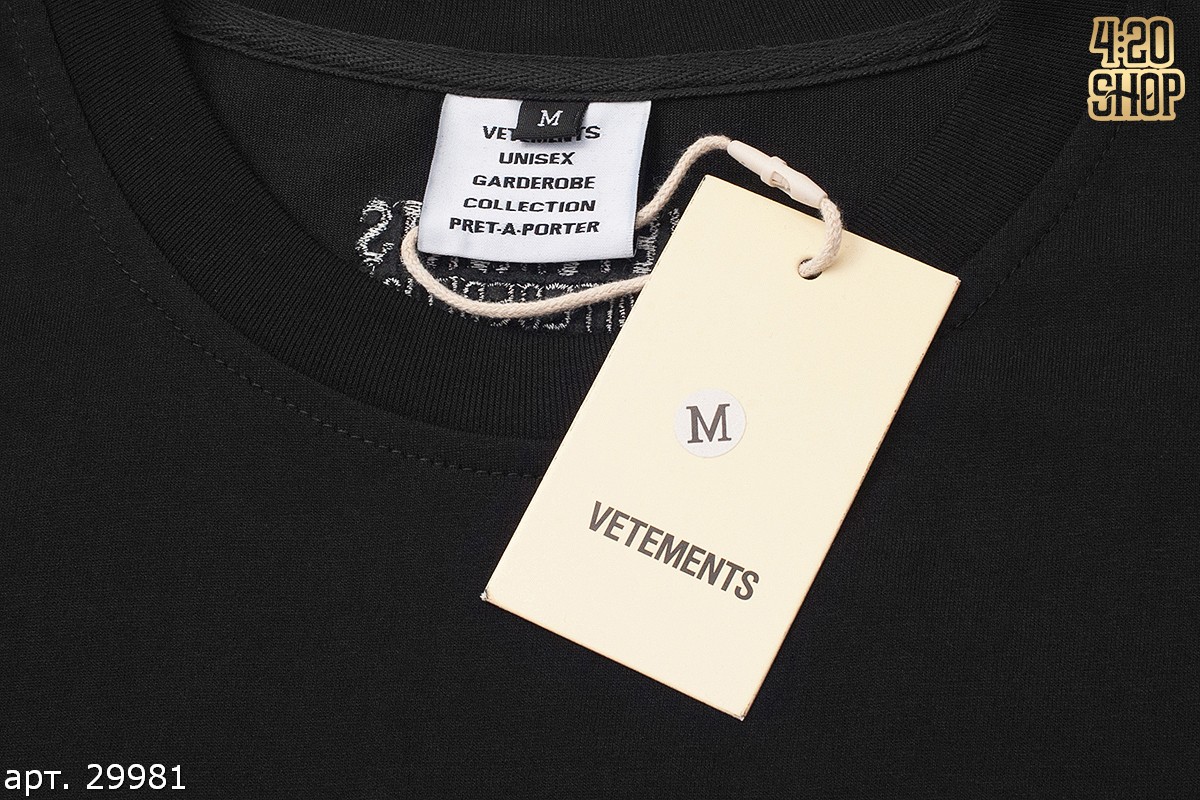 4:20
SHOP
M
VETEMENTS
UNISEX
GARDEROBE
COLLECTION
PRET-A-PORTER
M
VETEMENTS
арт. 29981